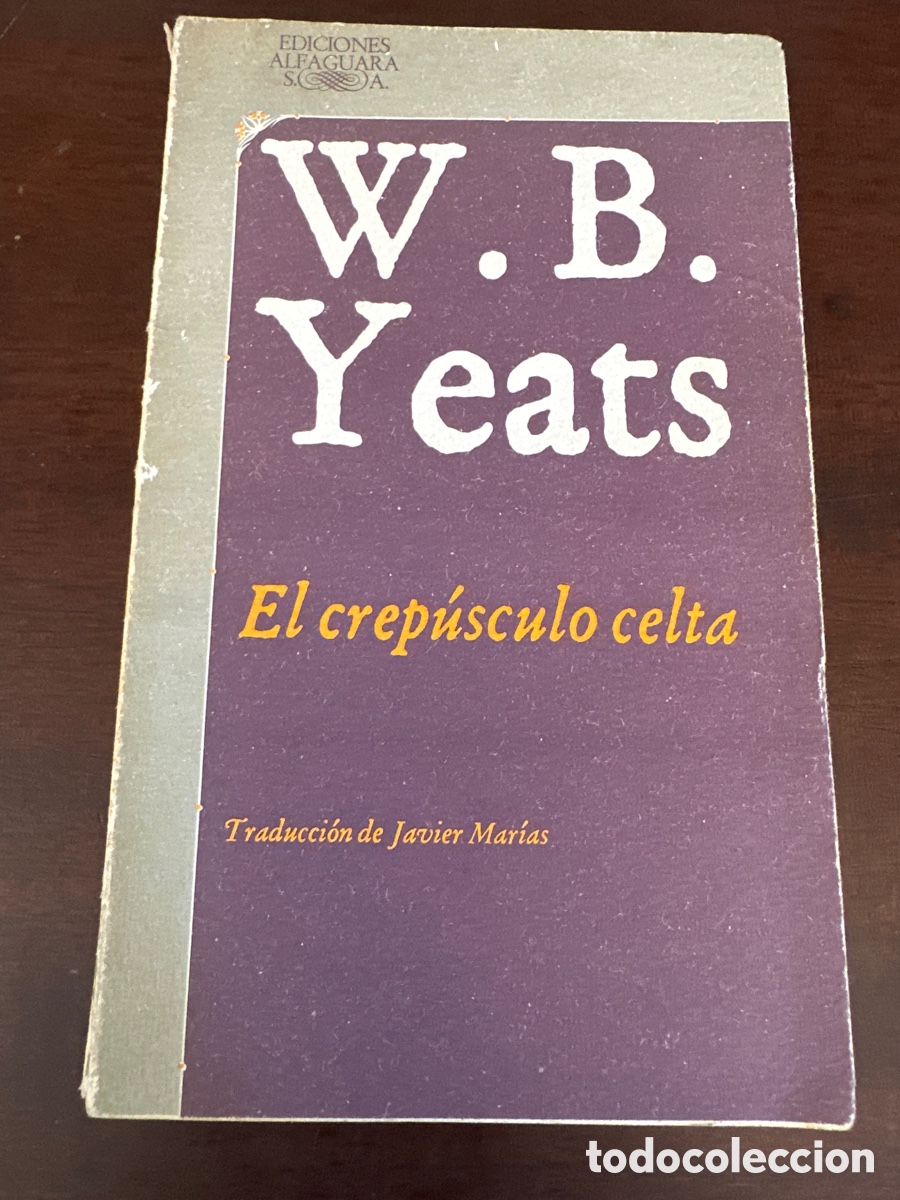 EDICIONES
ALFAGUARA
S. A.
W. B.
Yeats
El crepúsculo celta
Traducción de Javier Marías
todocoleccion